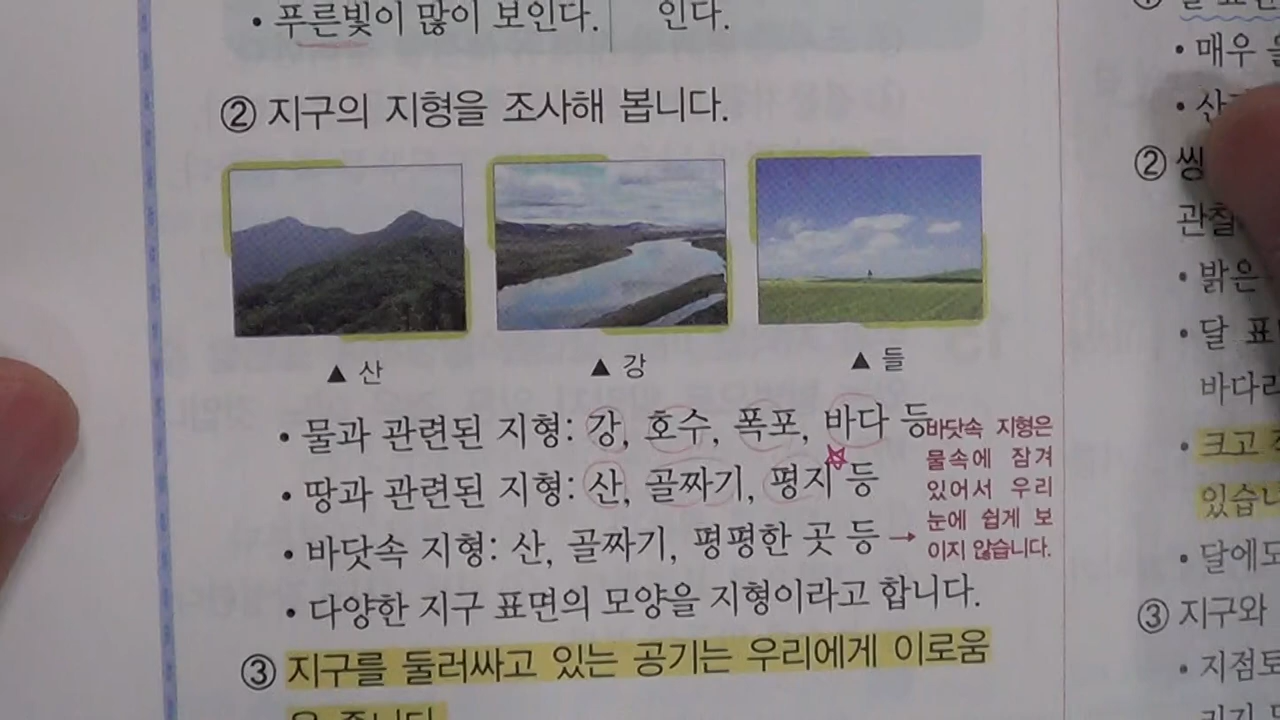 • 푸른빛이 많이 보인다.
인다.
② 지구의 지형을 조사해 봅니다.
▲ 산
▲ 강
▲ 들
• 물과 관련된 지형: 강, 호수, 폭포, 바다 등
• 땅과 관련된 지형: 산, 골짜기, 평지 등
• 바닷속 지형: 산, 골짜기, 평평한 곳 등 →
바닷속 지형은
물속에 잠겨
있어서 우리
눈에 쉽게 보
이지 않습니다.
• 다양한 지구 표면의 모양을 지형이라고 합니다.
③ 지구를 둘러싸고 있는 공기는 우리에게 이로움
을 줍니다.
• 매우
②
• 밝은
• 달 표
바다라
• 크고
있습니
• 달에도
③ 지구와
• 지점토